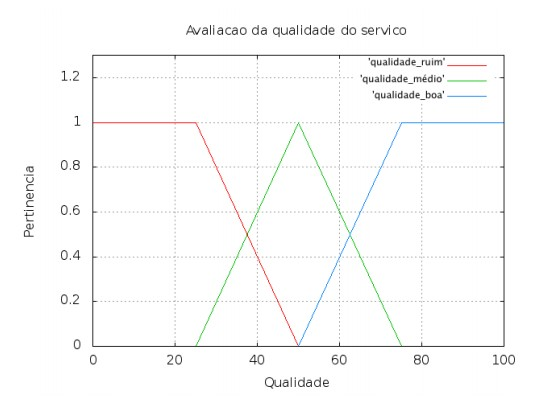 Avaliacao da qualidade do servico
'qualidade_ruim'
'qualidade_médio'
'qualidade_boa'
1.2
1
0.8
0.6
0.4
0.2
0
Pertinencia
0 20 40 60 80 100
Qualidade